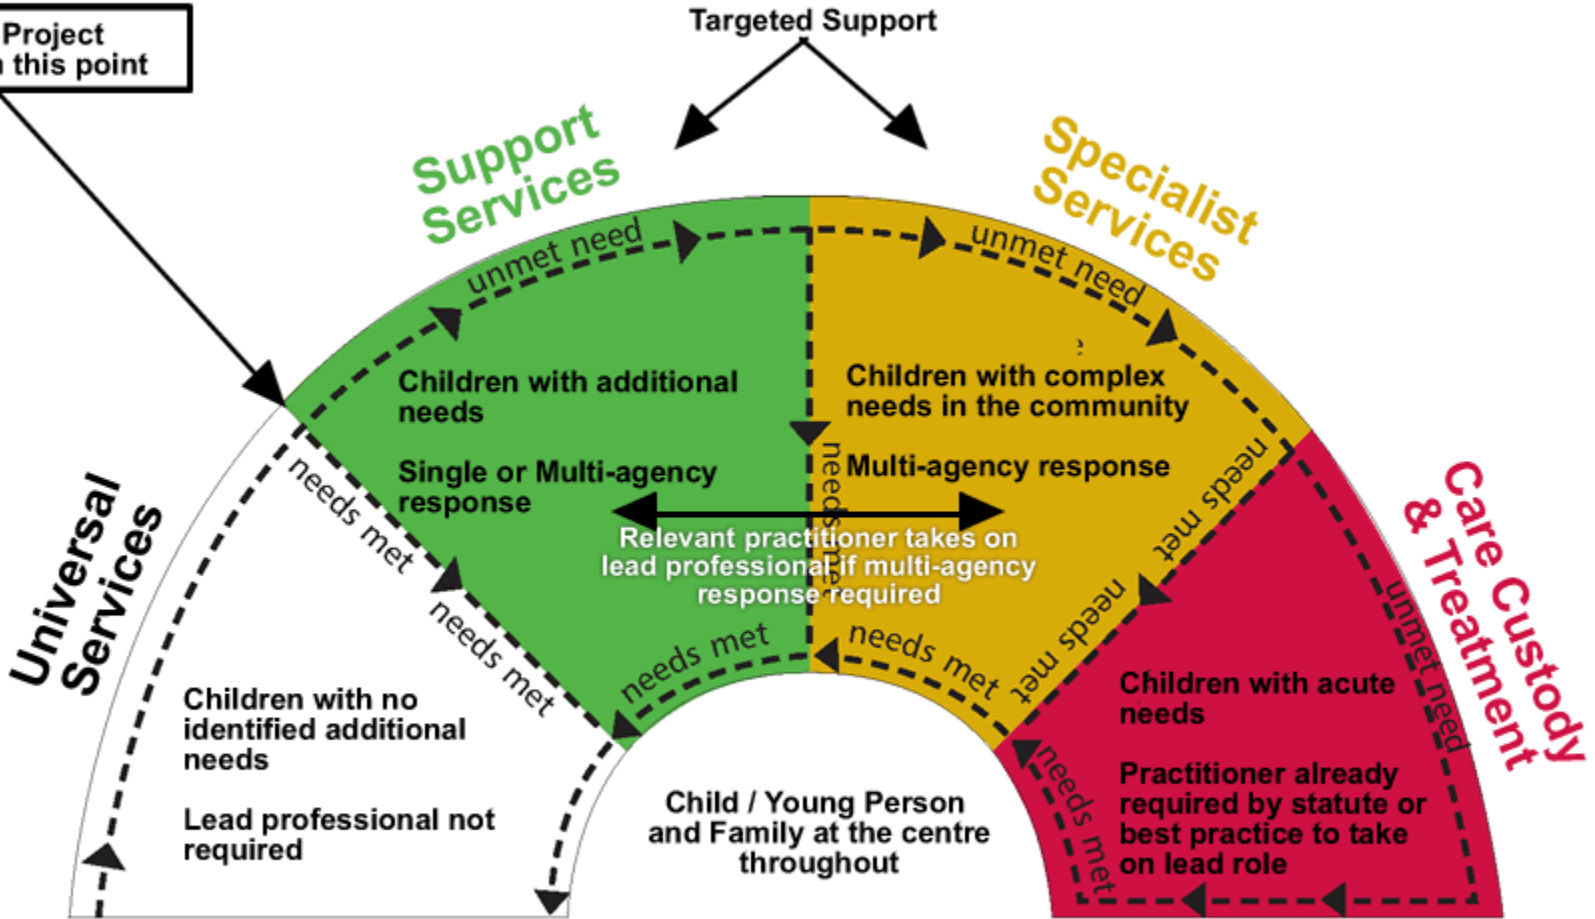 Project
this point
Targeted Support
Support
Services
Specialist
Services
unmet need
unmet need
Children with additional
needs
Single or Multi-agency
response
Children with complex
needs in the community
Multi-agency response
needs met
Relevant practitioner takes on
lead professional if multi-agency
response required
needs met
needs met
needs met
needs met
needs met
needs met
Universal
Services
Children with no
identified additional
needs
Lead professional not
required
Care Custody
& Treatment
unmet need
Children with acute
needs
Practitioner already
required by statute or
best practice to take
on lead role
needs met
Child / Young Person
and Family at the centre
throughout